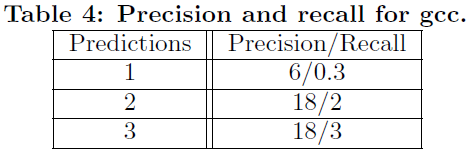 Table 4: Precision and recall for gcc.
Predictions Precision/Recall
1 6/0.3
2 18/2
3 18/3